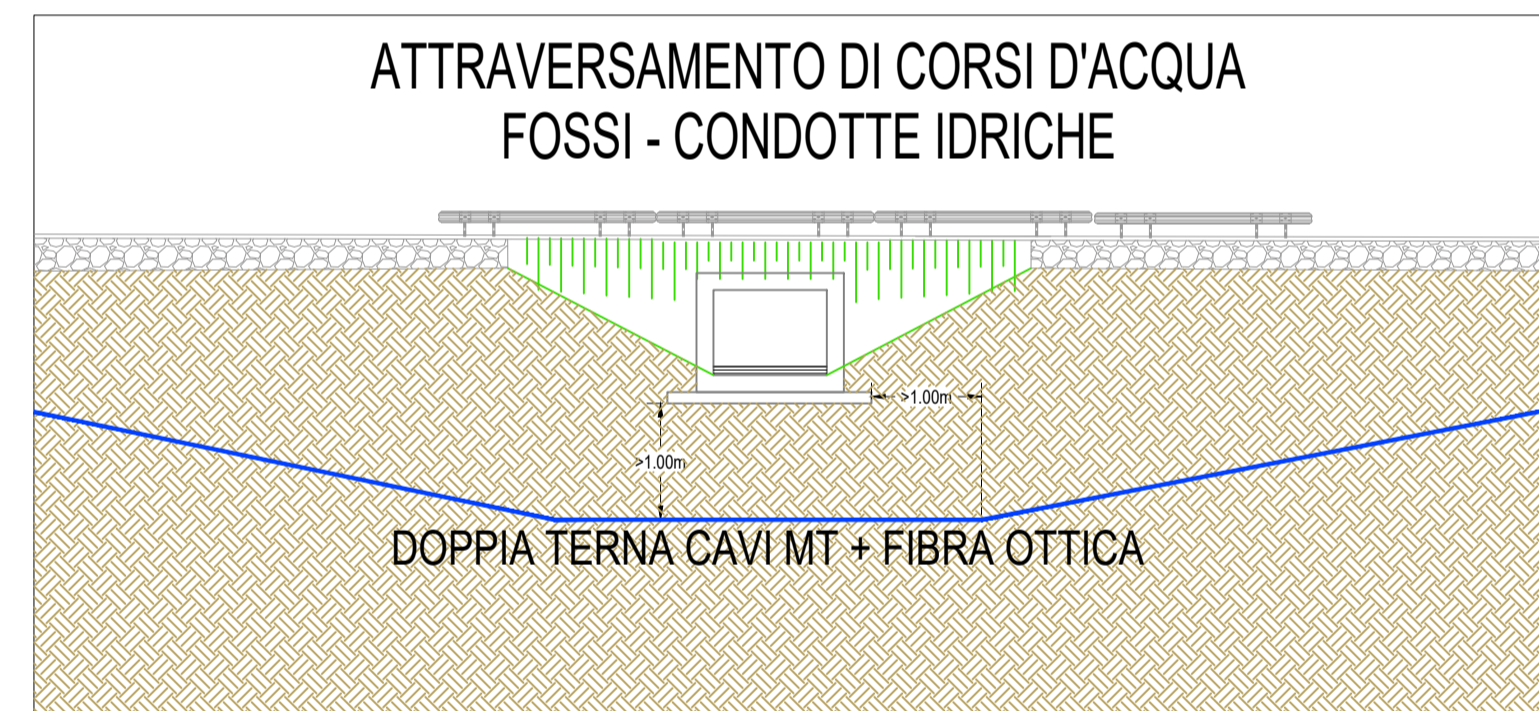 ATTRAVERSAMENTO DI CORSI D'ACQUA
FOSSI - CONDOTTE IDRICHE
>1.00m
>1.00m
DOPPIA TERNA CAVI MT + FIBRA OTTICA